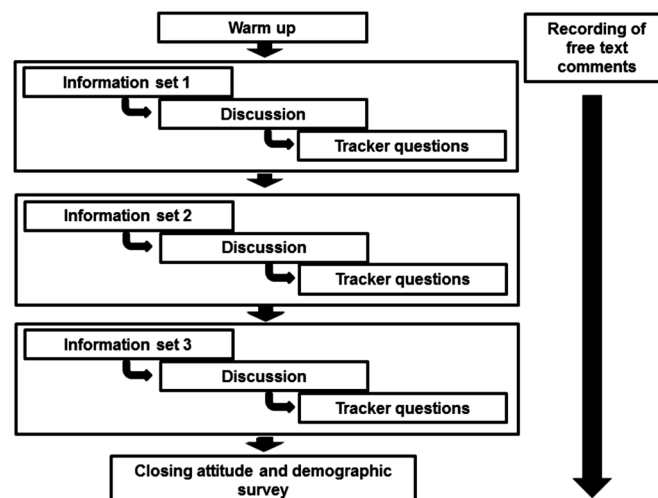 Warm up
Recording of
free text
comments
Information set 1
Discussion
Tracker questions
Information set 2
Discussion
Tracker questions
Information set 3
Discussion
Tracker questions
Closing attitude and demographic
survey